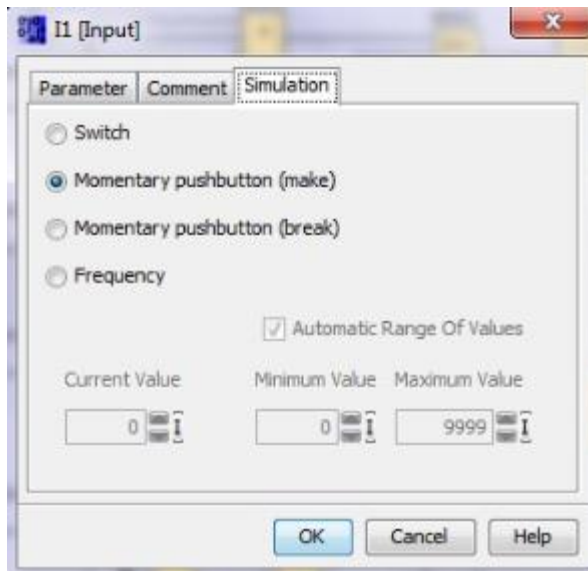 I1 [Input]
Parameter Comment Simulation
Switch
Momentary pushbutton (make)
Momentary pushbutton (break)
Frequency
Automatic Range Of Values
Current Value Minimum Value Maximum Value
0 0 9999
OK Cancel Help